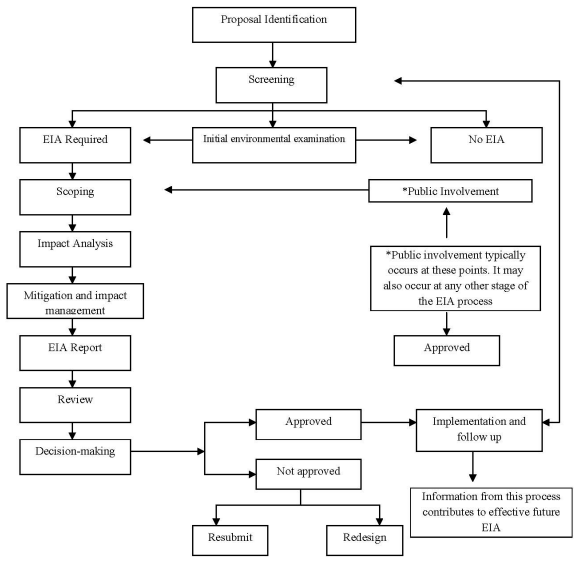 Proposal Identification
Screening
EIA Required
Initial environmental examination
No EIA
Scoping
*Public Involvement
Impact Analysis
*Public involvement typically
occurs at these points. It may
also occur at any other stage of
the EIA process
Mitigation and impact
management
EIA Report
Approved
Review
Decision-making
Approved
Implementation and
follow up
Not approved
Information from this process
contributes to effective future
EIA
Resubmit
Redesign